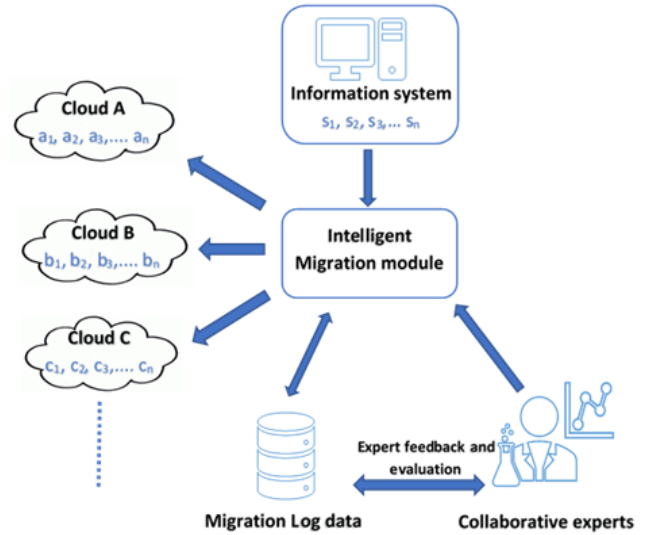 Information system
s₁, s₂, s₃,... sₙ
Cloud A
a₁, a₂, a₃,.... aₙ
Cloud B
b₁, b₂, b₃,.... bₙ
Intelligent
Migration module
Cloud C
c₁, c₂, c₃,.... cₙ
Expert feedback and
evaluation
Migration Log data
Collaborative experts